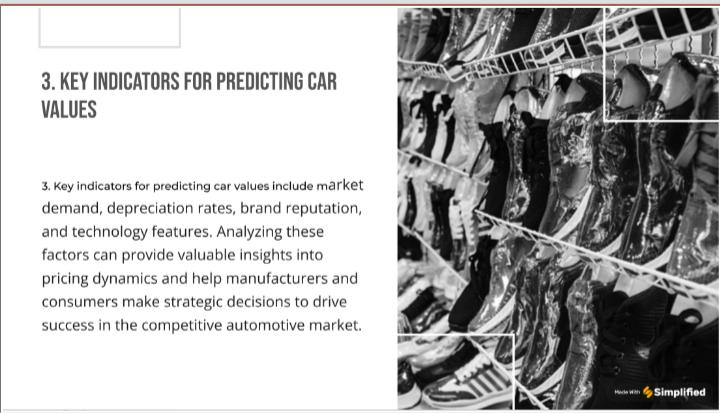 3. KEY INDICATORS FOR PREDICTING CAR
VALUES
3. Key indicators for predicting car values include market
demand, depreciation rates, brand reputation,
and technology features. Analyzing these
factors can provide valuable insights into
pricing dynamics and help manufacturers and
consumers make strategic decisions to drive
success in the competitive automotive market.
Made With Simplified